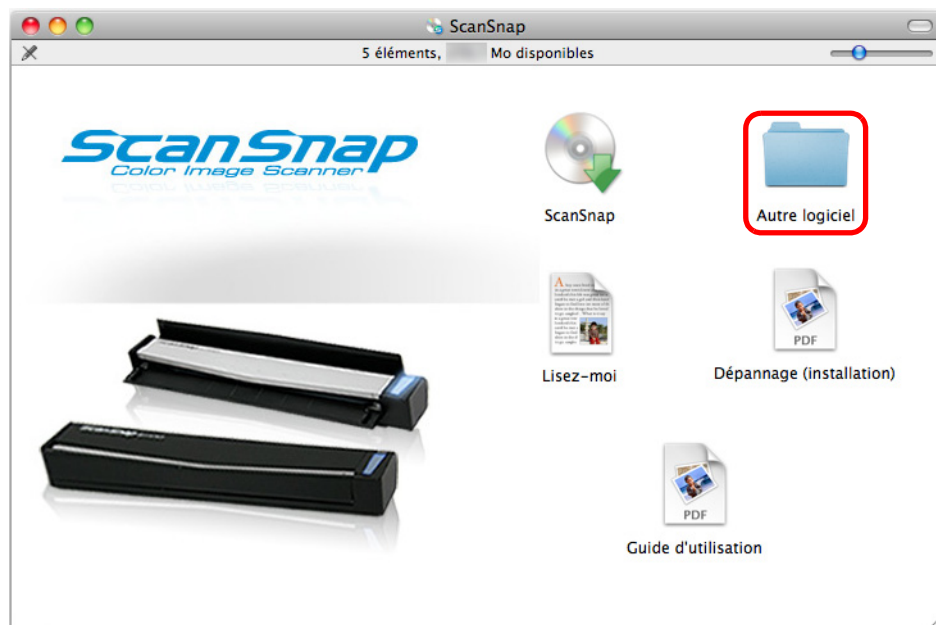 ScanSnap
5 éléments, Mo disponibles
ScanSnap
Color Image Scanner
ScanSnap
Autre logiciel
Lisez-moi
PDF
Dépannage (installation)
PDF
Guide d'utilisation